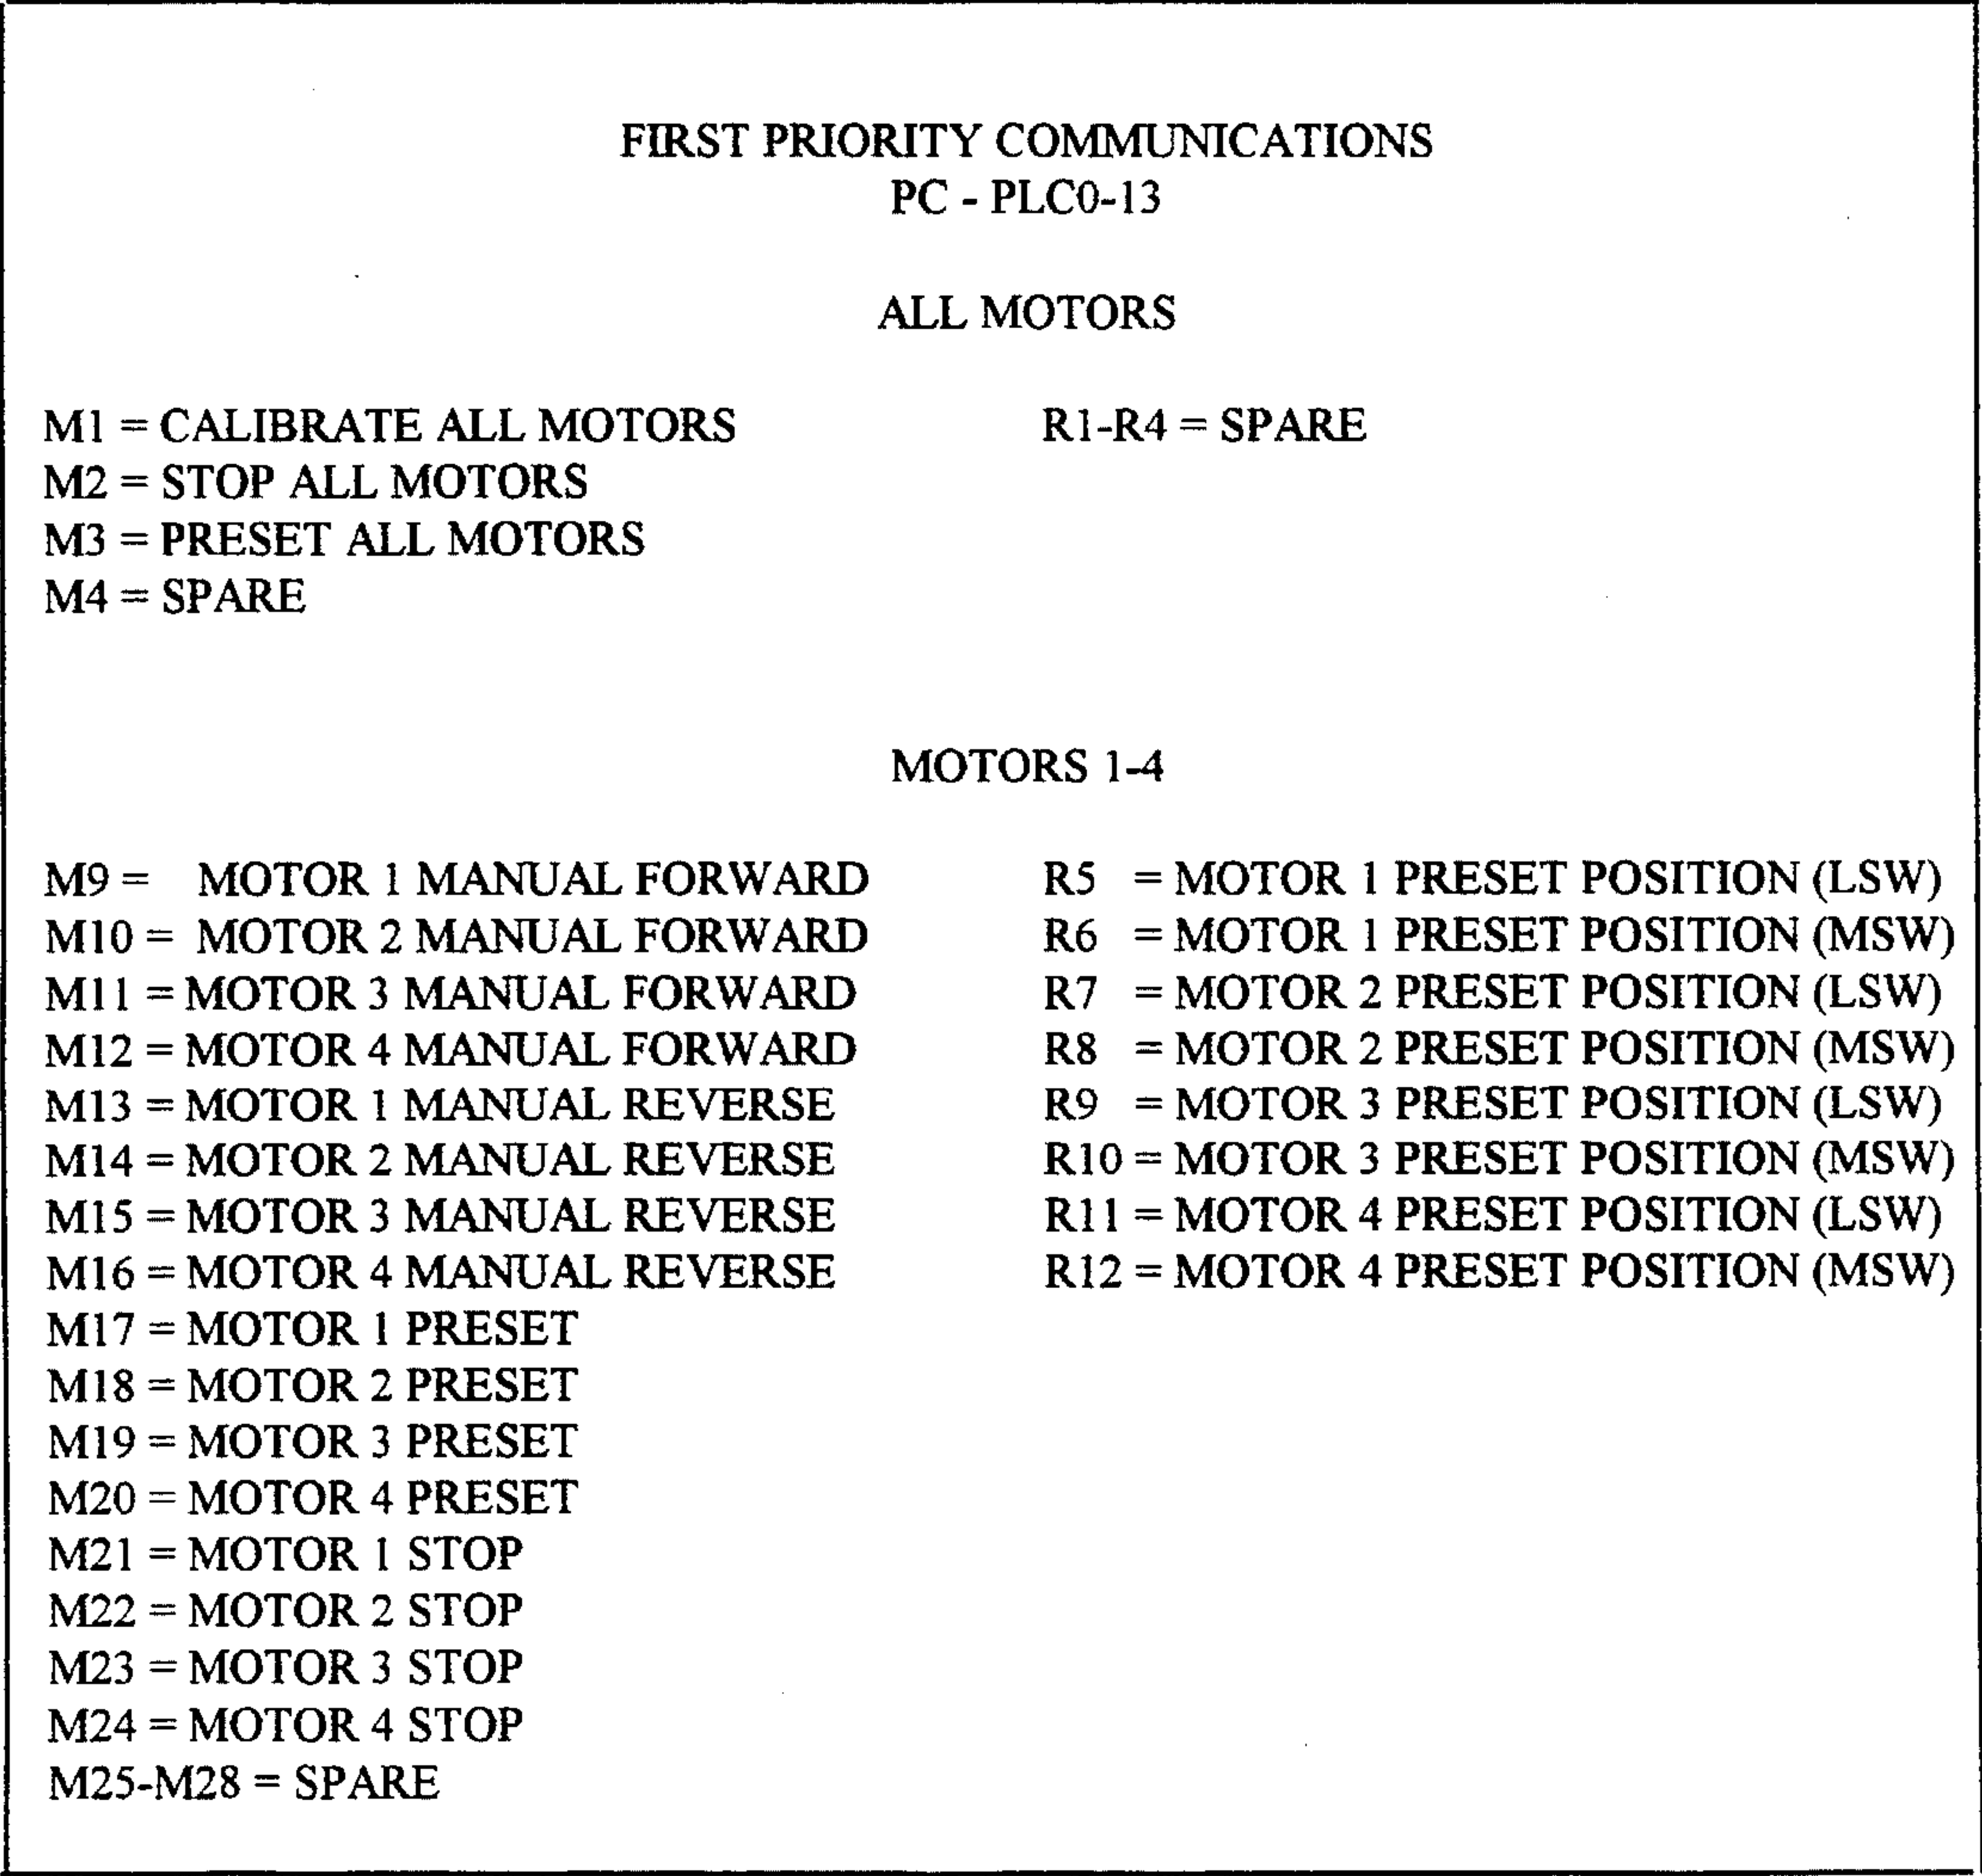 FIRST PRIORITY COMMUNICATIONS
PC - PLC0-13
ALL MOTORS
M1 = CALIBRATE ALL MOTORS R1-R4 = SPARE
M2 = STOP ALL MOTORS
M3 = PRESET ALL MOTORS
M4 = SPARE
MOTORS 1-4
M9 = MOTOR 1 MANUAL FORWARD R5 = MOTOR 1 PRESET POSITION (LSW)
M10 = MOTOR 2 MANUAL FORWARD R6 = MOTOR 1 PRESET POSITION (MSW)
M11 = MOTOR 3 MANUAL FORWARD R7 = MOTOR 2 PRESET POSITION (LSW)
M12 = MOTOR 4 MANUAL FORWARD R8 = MOTOR 2 PRESET POSITION (MSW)
M13 = MOTOR 1 MANUAL REVERSE R9 = MOTOR 3 PRESET POSITION (LSW)
M14 = MOTOR 2 MANUAL REVERSE R10 = MOTOR 3 PRESET POSITION (MSW)
M15 = MOTOR 3 MANUAL REVERSE R11 = MOTOR 4 PRESET POSITION (LSW)
M16 = MOTOR 4 MANUAL REVERSE R12 = MOTOR 4 PRESET POSITION (MSW)
M17 = MOTOR 1 PRESET
M18 = MOTOR 2 PRESET
M19 = MOTOR 3 PRESET
M20 = MOTOR 4 PRESET
M21 = MOTOR 1 STOP
M22 = MOTOR 2 STOP
M23 = MOTOR 3 STOP
M24 = MOTOR 4 STOP
M25-M28 = SPARE